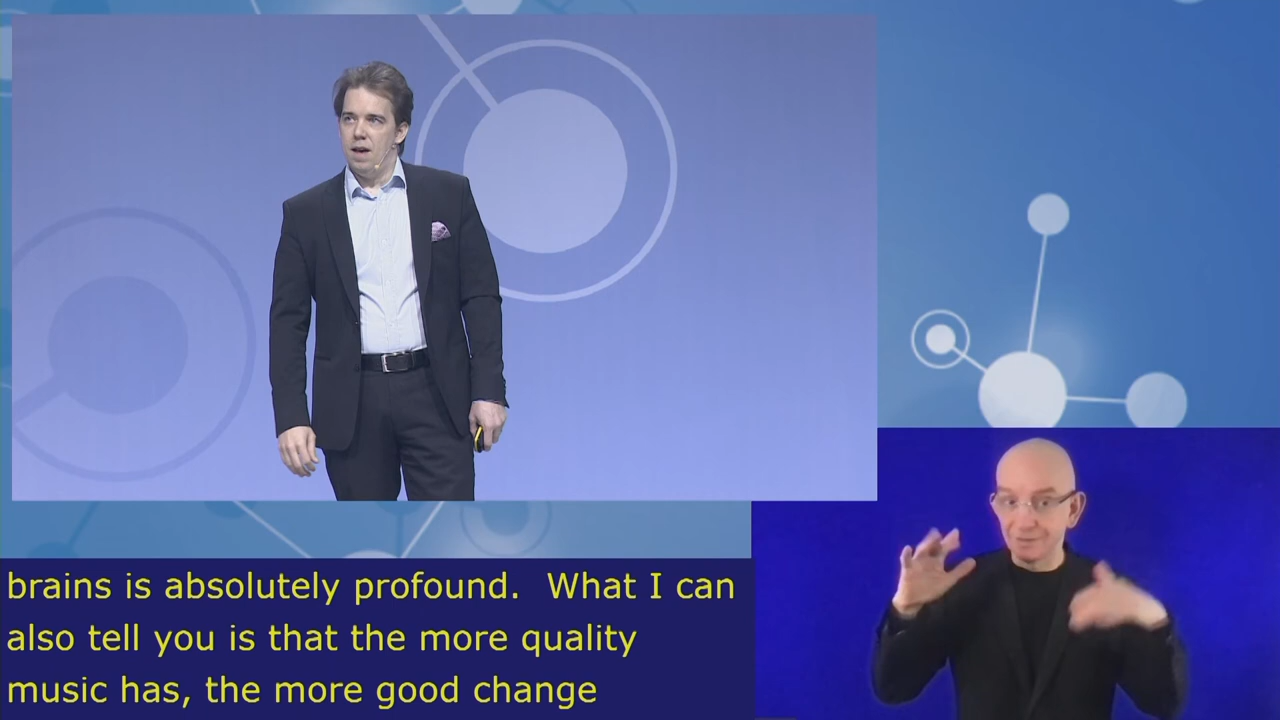 brains is absolutely profound.  What I can
also tell you is that the more quality
music has, the more good change